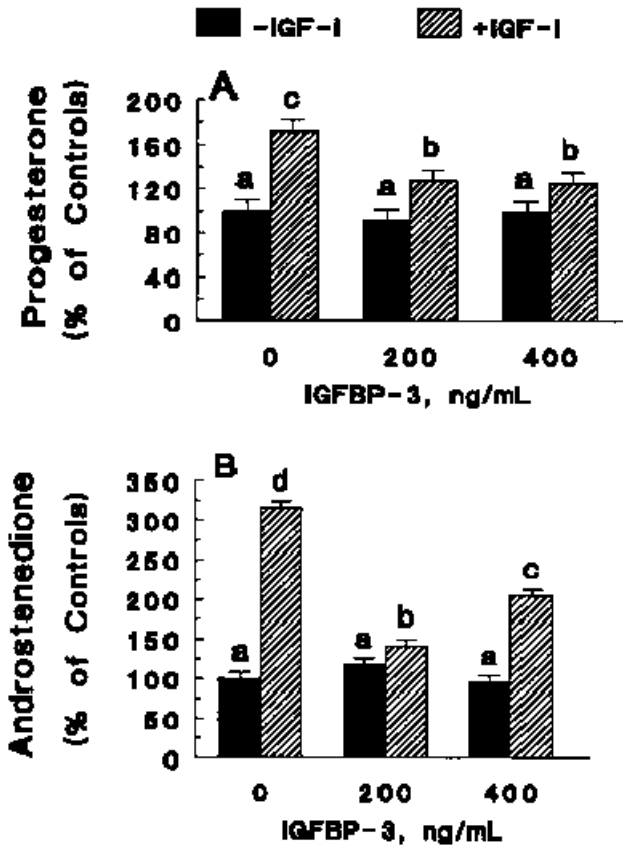 -IGF-I +IGF-I
A
Progesterone
(% of Controls)
200
160
120
80
40
0
a c a b a b
0 200 400
IGFBP-3, ng/mL
B
Androstenedione
(% of Controls)
350
300
250
200
150
100
50
0
a d a b a c
0 200 400
IGFBP-3, ng/mL